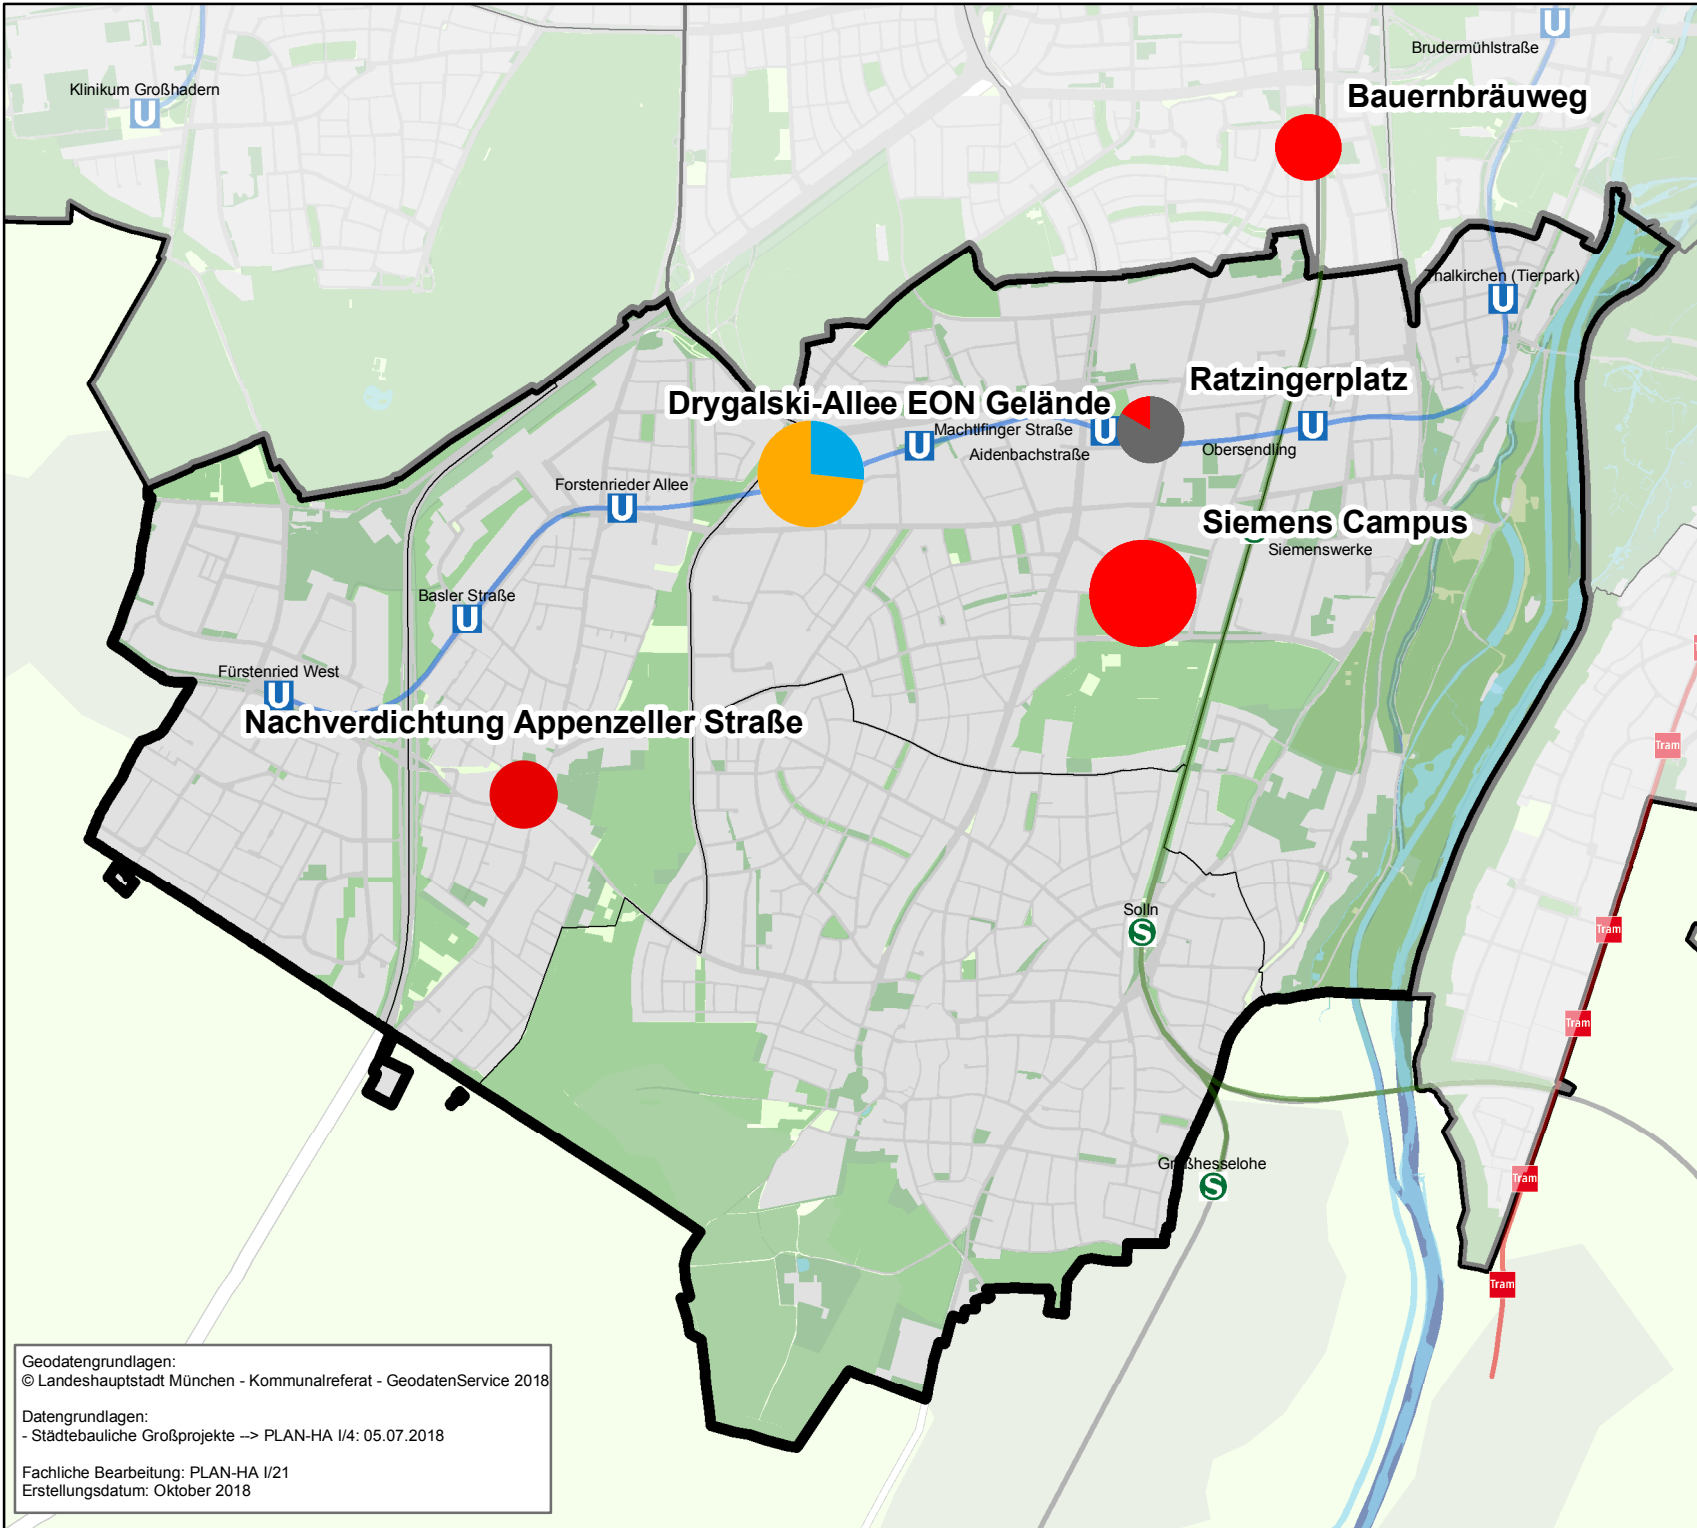 Brudermühlstraße
U
Klinikum Großhadern
U
Bauernbräuweg
Thalkirchen (Tierpark)
U
Ratzingerplatz
Drygalski-Allee EON Gelände
Machtlfinger Straße
U
U
U
Aidenbachstraße
Obersendling
Forstenrieder Allee
U
Siemens Campus
Siemenswerke
Basler Straße
U
Fürstenried West
U
Nachverdichtung Appenzeller Straße
Tram
Solln
S
Tram
Tram
Großhesselohe
S
Tram
Tram
Geodatengrundlagen:
© Landeshauptstadt München - Kommunalreferat - GeodatenService 2018
Datengrundlagen:
- Städtebauliche Großprojekte --> PLAN-HA I/4: 05.07.2018
Fachliche Bearbeitung: PLAN-HA I/21
Erstellungsdatum: Oktober 2018